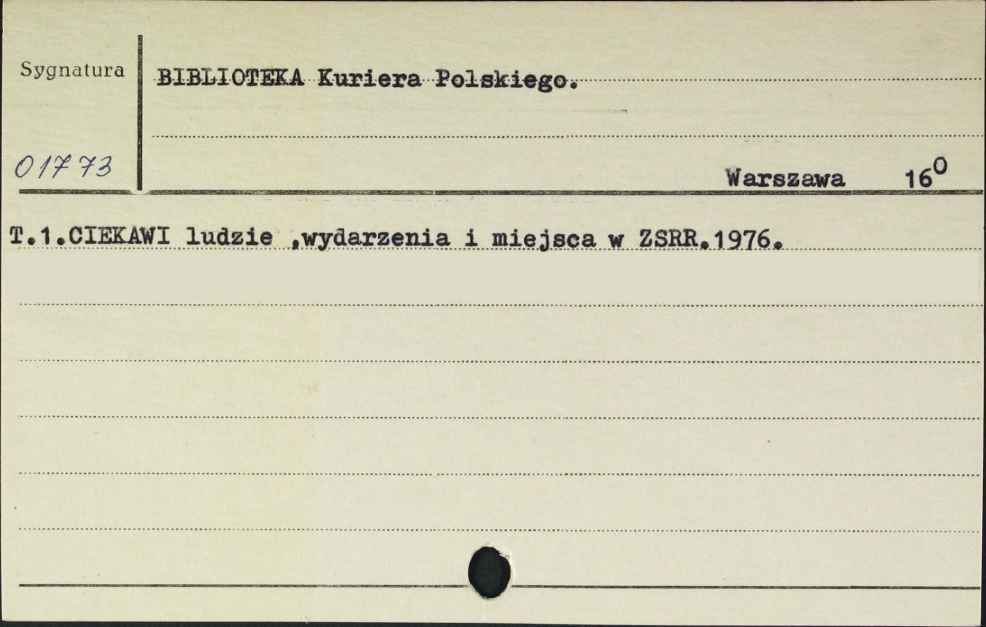 Sygnatura
BIBLIOTEKA Kuriera Polskiego.
01773
Warszawa 16⁰
T.1.CIEKAWI ludzie ,wydarzenia i miejsca w ZSRR.1976.